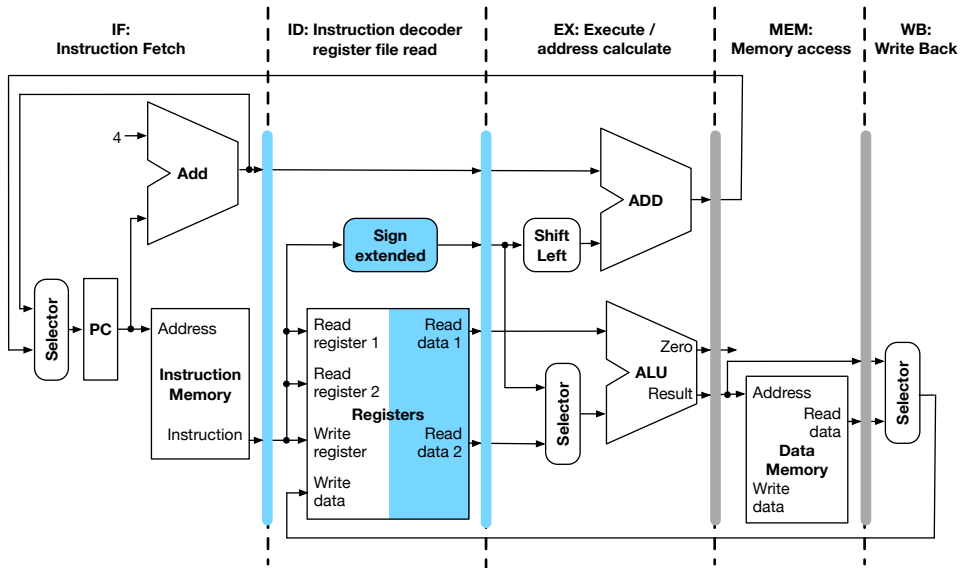 IF:
Instruction Fetch
ID: Instruction decoder
register file read
EX: Execute /
address calculate
MEM:
Memory access
WB:
Write Back
4
Add
ADD
Sign
extended
Shift
Left
Selector
PC
Address
Instruction
Memory
Instruction
Read
register 1
Read
register 2
Registers
Write
register
Write
data
Read
data 1
Read
data 2
Selector
Zero
ALU
Result
Address
Read
data
Data
Memory
Write
data
Selector